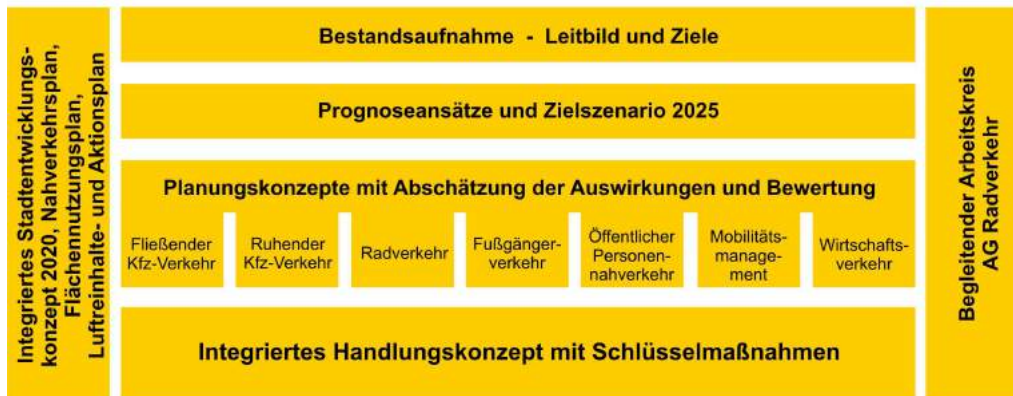 Integriertes Stadtentwicklungs-
konzept 2020, Nahverkehrsplan,
Flächennutzungsplan,
Luftreinhalte- und Aktionsplan
Bestandsaufnahme - Leitbild und Ziele
Prognoseansätze und Zielszenario 2025
Planungskonzepte mit Abschätzung der Auswirkungen und Bewertung
Fließender
Kfz-Verkehr
Ruhender
Kfz-Verkehr
Radverkehr
Fußgänger-
verkehr
Öffentlicher
Personen-
nahverkehr
Mobilitäts-
manage-
ment
Wirtschafts-
verkehr
Integriertes Handlungskonzept mit Schlüsselmaßnahmen
Begleitender Arbeitskreis
AG Radverkehr